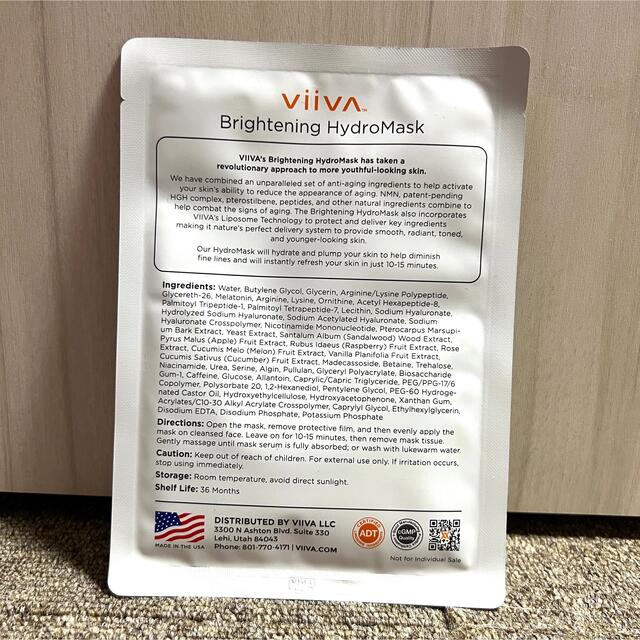 viiva™
Brightening HydroMask
VIIVA's Brightening HydroMask has taken a
revolutionary approach to more youthful-looking skin.
We have combined an unparalleled set of anti-aging ingredients to help activate
your skin's ability to reduce the appearance of aging. NMN, patent-pending
HGH complex, pterostilbene, peptides, and other natural ingredients combine to
help combat the signs of aging. The Brightening HydroMask also incorporates
VIIVA's Liposome Technology to protect and deliver key ingredients
making it nature's perfect delivery system to provide smooth, radiant, toned,
and younger-looking skin.
Our HydroMask will hydrate and plump your skin to help diminish
fine lines and will instantly refresh your skin in just 10-15 minutes.
Ingredients: Water, Butylene Glycol, Glycerin, Arginine/Lysine Polypeptide,
Glycereth-26, Melatonin, Arginine, Lysine, Ornithine, Acetyl Hexapeptide-8,
Palmitoyl Tripeptide-1, Palmitoyl Tetrapeptide-7, Lecithin, Sodium Hyaluronate,
Hydrolyzed Sodium Hyaluronate, Sodium Acetylated Hyaluronate, Sodium
Hyaluronate Crosspolymer, Nicotinamide Mononucleotide, Pterocarpus Marsupi-
um Bark Extract, Yeast Extract, Santalum Album (Sandalwood) Wood Extract,
Pyrus Malus (Apple) Fruit Extract, Rubus Idaeus (Raspberry) Fruit Extract, Rose
Extract, Cucumis Melo (Melon) Fruit Extract, Vanilla Planifolia Fruit Extract,
Cucumis Sativus (Cucumber) Fruit Extract, Madecassoside, Betaine, Trehalose,
Niacinamide, Urea, Serine, Algin, Pullulan, Glyceryl Polyacrylate, Biosaccharide
Gum-1, Caffeine, Glucose, Allantoin, Caprylic/Capric Triglyceride, PEG/PPG-17/6
Copolymer, Polysorbate 20, 1,2-Hexanediol, Pentylene Glycol, PEG-60 Hydroge-
nated Castor Oil, Hydroxyethylcellulose, Hydroxyacetophenone, Xanthan Gum,
Acrylates/C10-30 Alkyl Acrylate Crosspolymer, Caprylyl Glycol, Ethylhexylglycerin,
Disodium EDTA, Disodium Phosphate, Potassium Phosphate
Directions: Open the mask, remove protective film, and then evenly apply the
mask on cleansed face. Leave on for 10-15 minutes, then remove mask tissue.
Gently massage until mask serum is fully absorbed; or wash with lukewarm water.
Caution: Keep out of reach of children. For external use only. If irritation occurs,
stop using immediately.
Storage: Room temperature, avoid direct sunlight.
Shelf Life: 36 Months
MADE IN THE USA
DISTRIBUTED BY VIIVA LLC
3300 N Ashton Blvd. Suite 330
Lehi, Utah 84043
Phone: 801-770-4171 | VIIVA.COM
CERTIFIED
ADT
cGMP
Quality
Not for Individual Sale